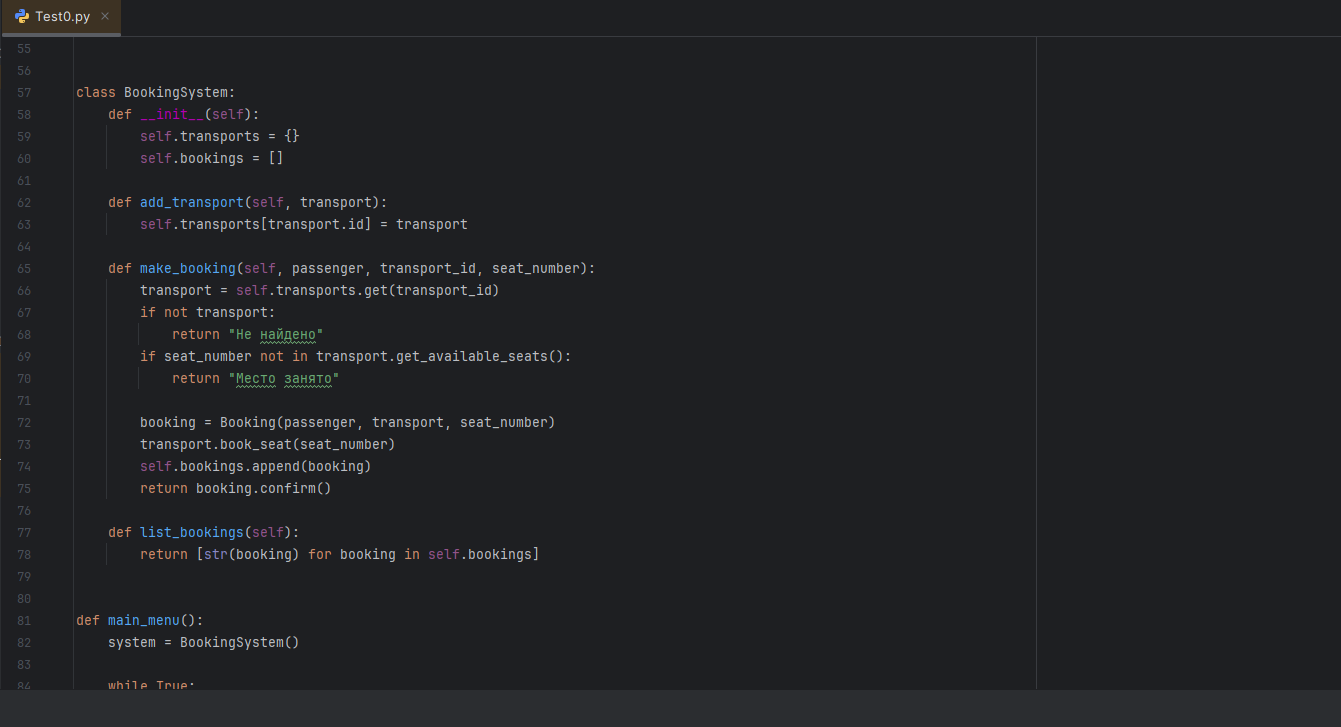 Test0.py
55
56
57 class BookingSystem:
58 def __init__(self):
59 self.transports = {}
60 self.bookings = []
61
62 def add_transport(self, transport):
63 self.transports[transport.id] = transport
64
65 def make_booking(self, passenger, transport_id, seat_number):
66 transport = self.transports.get(transport_id)
67 if not transport:
68 return "Не найдено"
69 if seat_number not in transport.get_available_seats():
70 return "Место занято"
71
72 booking = Booking(passenger, transport, seat_number)
73 transport.book_seat(seat_number)
74 self.bookings.append(booking)
75 return booking.confirm()
76
77 def list_bookings(self):
78 return [str(booking) for booking in self.bookings]
79
80
81 def main_menu():
82 system = BookingSystem()
83
84 while True: